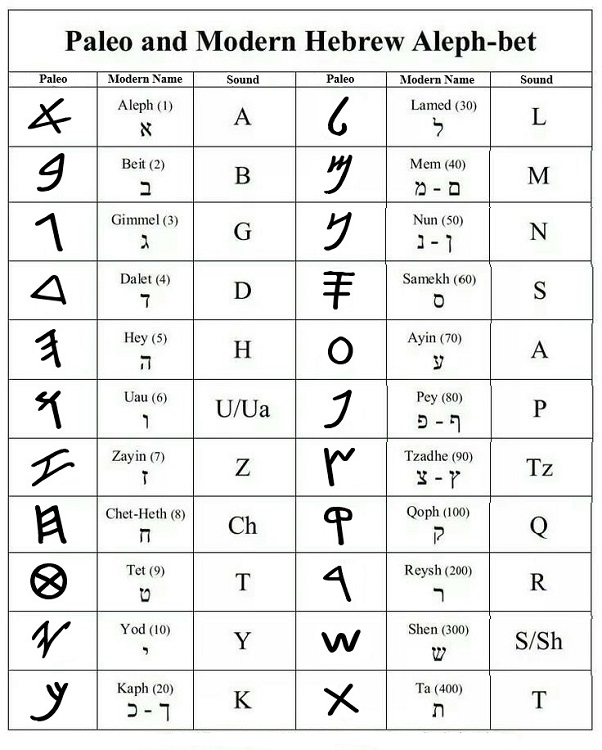 Paleo and Modern Hebrew Aleph-bet
Paleo Modern Name Sound Paleo Modern Name Sound
𐤀 Aleph (1) א A 𐤋 Lamed (30) ל L
𐤁 Beit (2) ב B 𐤌 Mem (40) מ - ם M
𐤂 Gimmel (3) ג G 𐤍 Nun (50) נ - ן N
𐤃 Dalet (4) ד D 𐤎 Samekh (60) ס S
𐤄 Hey (5) ה H 𐤏 Ayin (70) ע A
𐤅 Uau (6) ו U/Ua 𐤐 Pey (80) פ - ף P
𐤆 Zayin (7) ז Z 𐤑 Tzadhe (90) צ - ץ Tz
𐤇 Chet-Heth (8) ח Ch 𐤒 Qoph (100) ק Q
𐤈 Tet (9) ט T 𐤓 Reysh (200) ר R
𐤉 Yod (10) י Y 𐤔 Shen (300) ש S/Sh
𐤊 Kaph (20) כ - ך K 𐤕 Ta (400) ת T